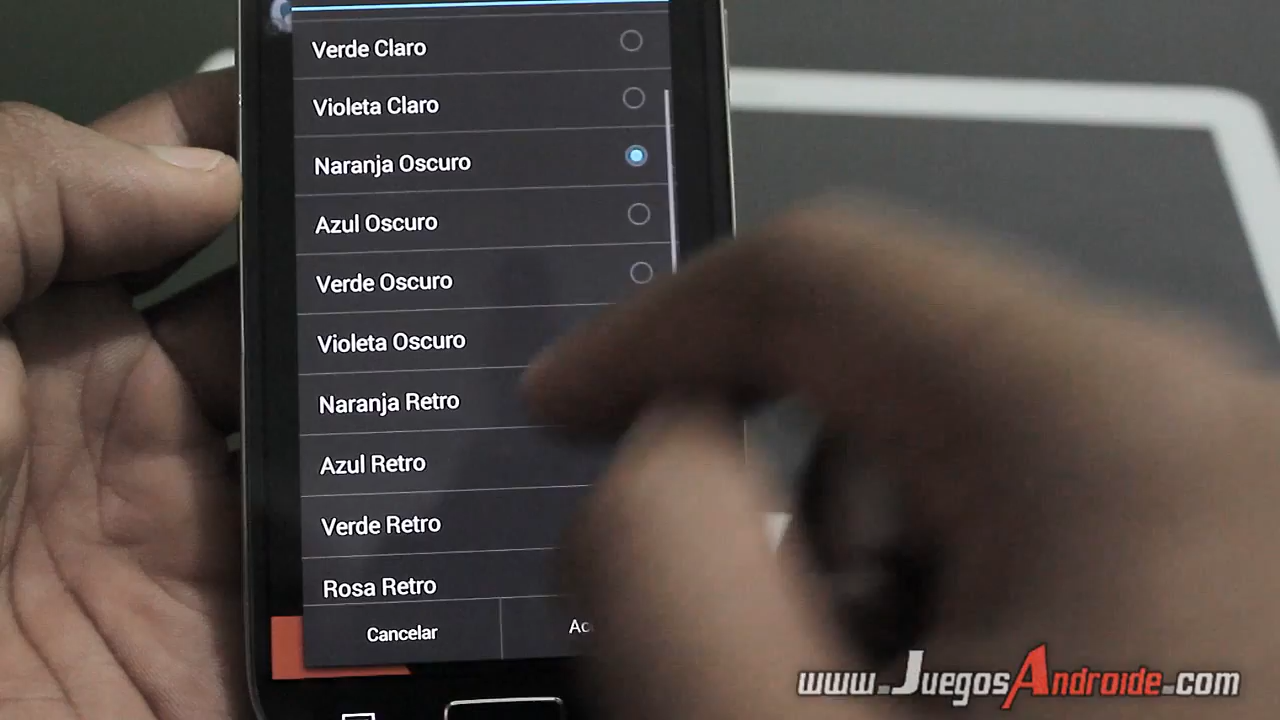 Verde Claro
Violeta Claro
Naranja Oscuro
Azul Oscuro
Verde Oscuro
Violeta Oscuro
Naranja Retro
Azul Retro
Verde Retro
Rosa Retro
Cancelar
www.JuegosAndroide.com